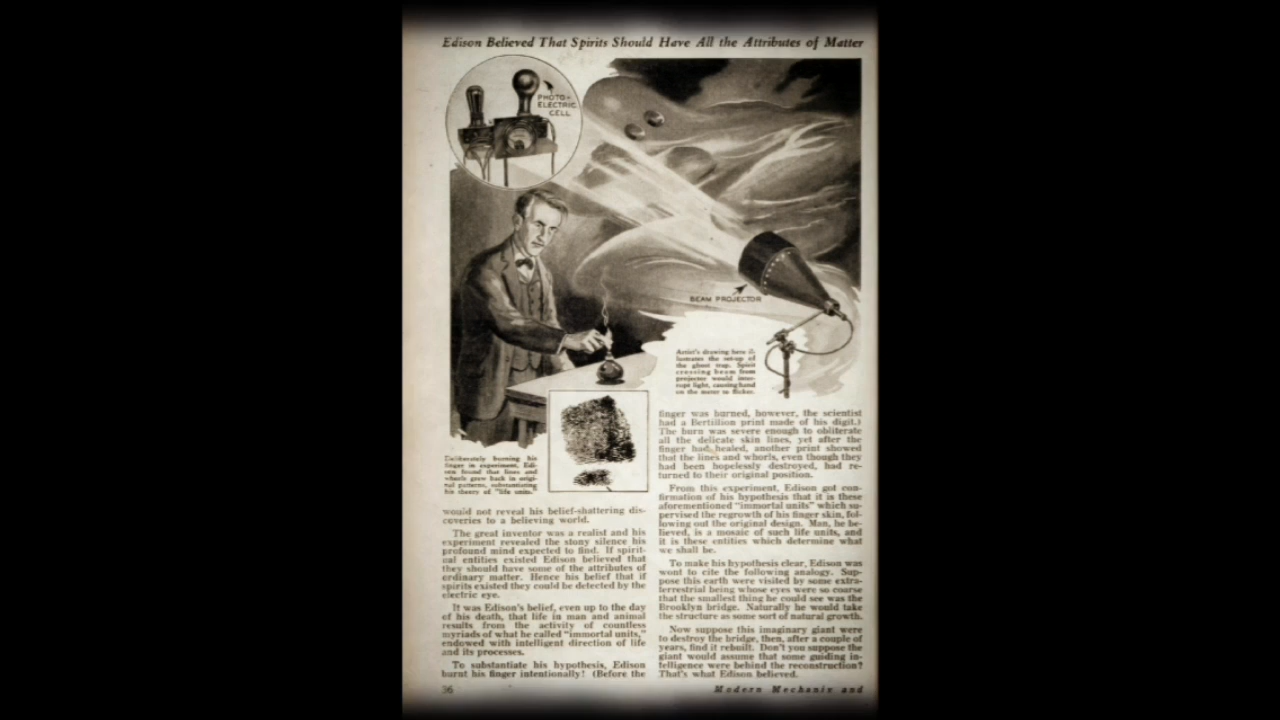 Edison Believed That Spirits Should Have All the Attributes of Matter
PHOTO-
ELECTRIC
CELL
BEAM PROJECTOR
Artist's drawing here il-
lustrates the set-up of
the ghost trap. Spirit
crossing beam from
projector would inter-
rupt light, causing hand
on the meter to flicker.
Deliberately burning his
finger in experiment, Edi-
son found that lines and
whorls grew back in origi-
nal patterns, substantiating
his theory of "life units."
would not reveal his belief-shattering dis-
coveries to a believing world.
The great inventor was a realist and his
experiment revealed the stony silence his
profound mind expected to find. If spirit-
ual entities existed Edison believed that
they should have some of the attributes of
ordinary matter. Hence his belief that if
spirits existed they could be detected by the
electric eye.
It was Edison's belief, even up to the day
of his death, that life in man and animal
results from the activity of countless
myriads of what he called "immortal units,"
endowed with intelligent direction of life
and its processes.
To substantiate his hypothesis, Edison
burnt his finger intentionally! (Before the
finger was burned, however, the scientist
had a Bertillion print made of his digit.)
The burn was severe enough to obliterate
all the delicate skin lines, yet after the
finger had healed, another print showed
that the lines and whorls, even though they
had been hopelessly destroyed, had re-
turned to their original position.
From this experiment, Edison got con-
firmation of his hypothesis that it is these
aforementioned "immortal units" which su-
pervised the regrowth of his finger skin, fol-
lowing out the original design. Man, he be-
lieved, is a mosaic of such life units, and
it is these entities which determine what
we shall be.
To make his hypothesis clear, Edison was
wont to cite the following analogy. Sup-
pose this earth were visited by some extra-
terrestrial being whose eyes were so coarse
that the smallest thing he could see was the
Brooklyn bridge. Naturally he would take
the structure as some sort of natural growth.
Now suppose this imaginary giant were
to destroy the bridge, then, after a couple of
years, find it rebuilt. Don't you suppose the
giant would assume that some guiding in-
telligence were behind the reconstruction?
That's what Edison believed.
36
Modern Mechanix and